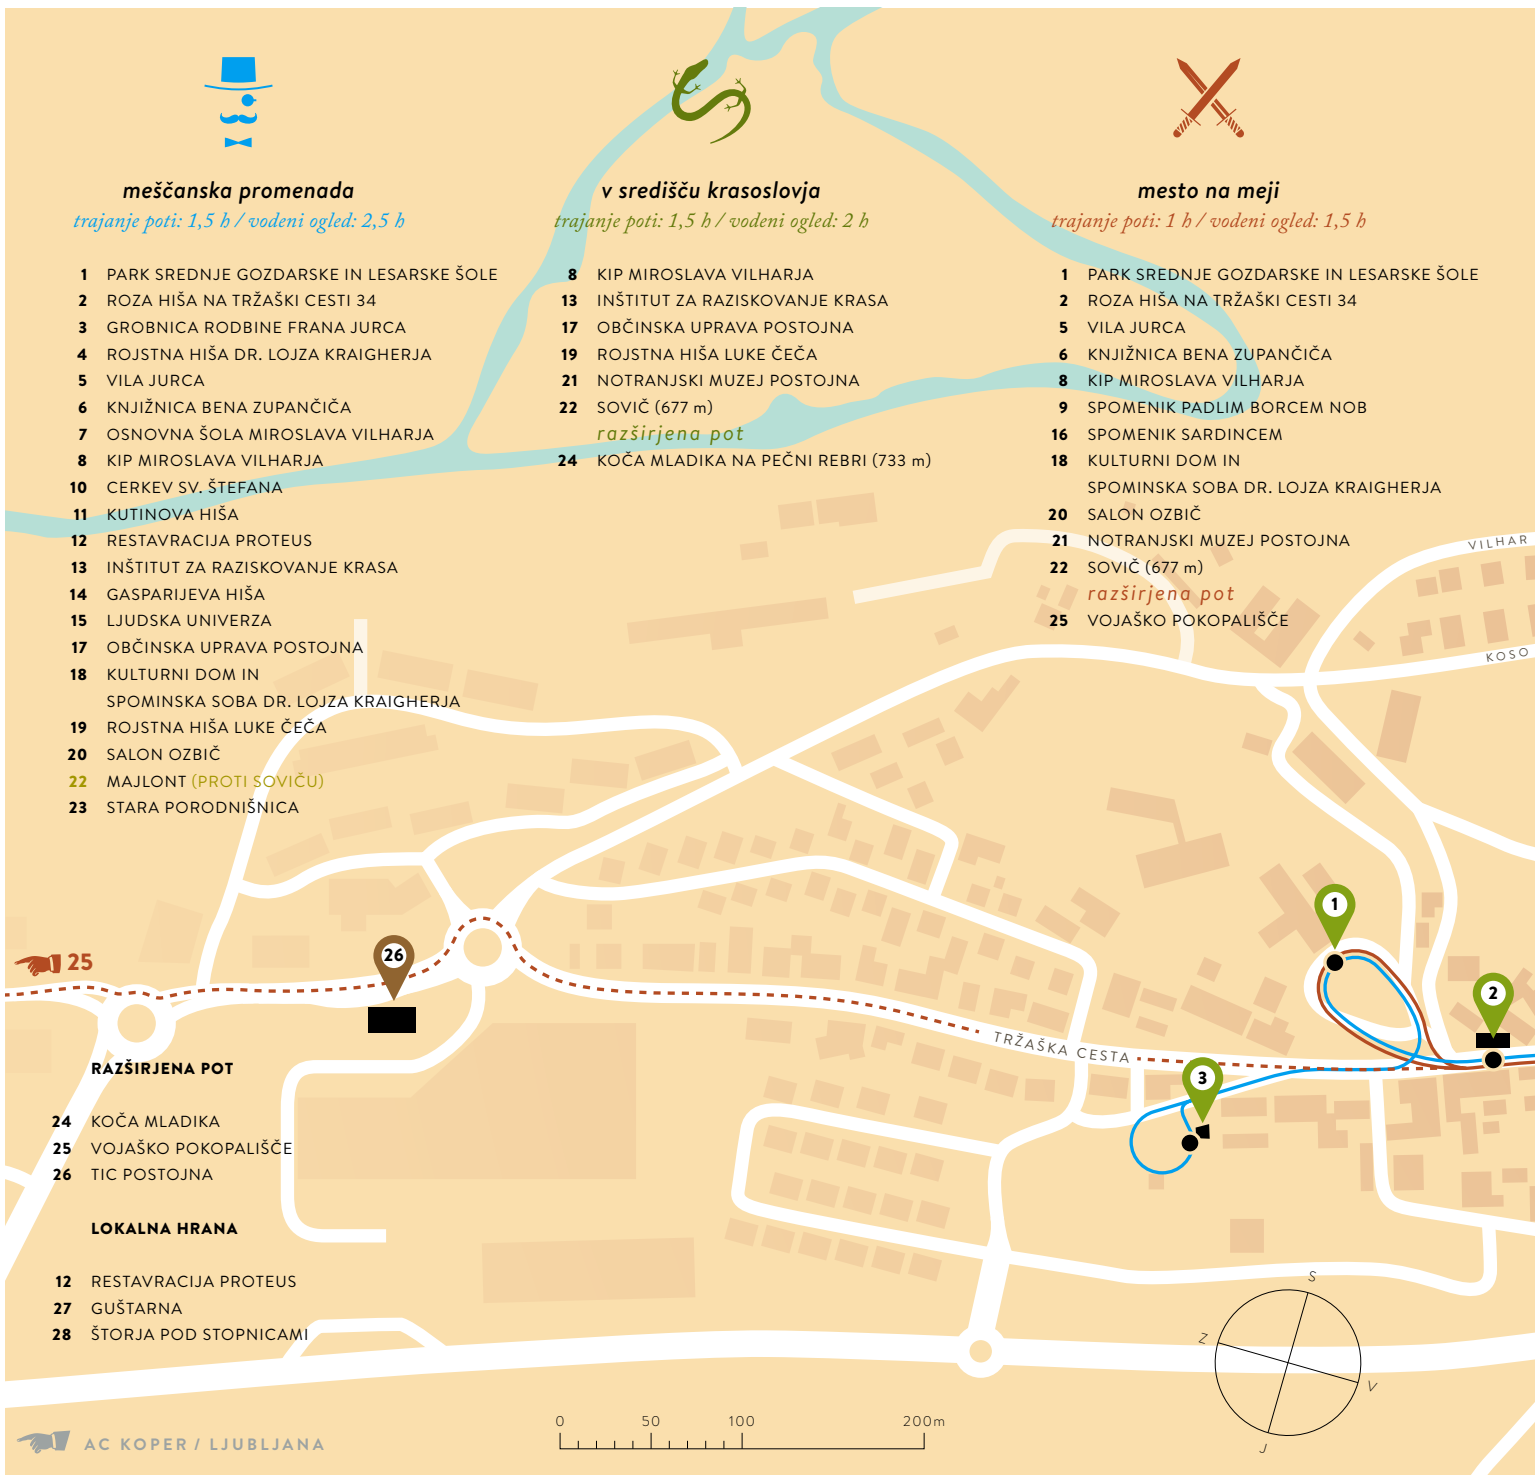 meščanska promenada
trajanje poti: 1,5 h / vodeni ogled: 2,5 h
1 PARK SREDNJE GOZDARSKE IN LESARSKE ŠOLE
2 ROZA HIŠA NA TRŽAŠKI CESTI 34
3 GROBNICA RODBINE FRANA JURCA
4 ROJSTNA HIŠA DR. LOJZA KRAIGHERJA
5 VILA JURCA
6 KNJIŽNICA BENA ZUPANČIČA
7 OSNOVNA ŠOLA MIROSLAVA VILHARJA
8 KIP MIROSLAVA VILHARJA
10 CERKEV SV. ŠTEFANA
11 KUTINOVA HIŠA
12 RESTAVRACIJA PROTEUS
13 INŠTITUT ZA RAZISKOVANJE KRASA
14 GASPARIJEVA HIŠA
15 LJUDSKA UNIVERZA
17 OBČINSKA UPRAVA POSTOJNA
18 KULTURNI DOM IN
SPOMINSKA SOBA DR. LOJZA KRAIGHERJA
19 ROJSTNA HIŠA LUKE ČEČA
20 SALON OZBIČ
22 MAJLONT (PROTI SOVIČU)
23 STARA PORODNIŠNICA
v središču krasoslovja
trajanje poti: 1,5 h / vodeni ogled: 2 h
8 KIP MIROSLAVA VILHARJA
13 INŠTITUT ZA RAZISKOVANJE KRASA
17 OBČINSKA UPRAVA POSTOJNA
19 ROJSTNA HIŠA LUKE ČEČA
21 NOTRANJSKI MUZEJ POSTOJNA
22 SOVIČ (677 m)
razširjena pot
24 KOČA MLADIKA NA PEČNI REBRI (733 m)
mesto na meji
trajanje poti: 1 h / vodeni ogled: 1,5 h
1 PARK SREDNJE GOZDARSKE IN LESARSKE ŠOLE
2 ROZA HIŠA NA TRŽAŠKI CESTI 34
5 VILA JURCA
6 KNJIŽNICA BENA ZUPANČIČA
8 KIP MIROSLAVA VILHARJA
9 SPOMENIK PADLIM BORCEM NOB
16 SPOMENIK SARDINCEM
18 KULTURNI DOM IN
SPOMINSKA SOBA DR. LOJZA KRAIGHERJA
20 SALON OZBIČ
21 NOTRANJSKI MUZEJ POSTOJNA
22 SOVIČ (677 m)
razširjena pot
25 VOJAŠKO POKOPALIŠČE
VILHAR
KOSO
1
26
25
2
TRŽAŠKA CESTA
3
RAZŠIRJENA POT
24 KOČA MLADIKA
25 VOJAŠKO POKOPALIŠČE
26 TIC POSTOJNA
LOKALNA HRANA
12 RESTAVRACIJA PROTEUS
27 GUŠTARNA
28 ŠTORJA POD STOPNICAMI
S
Z
V
J
0 50 100 200m
AC KOPER / LJUBLJANA